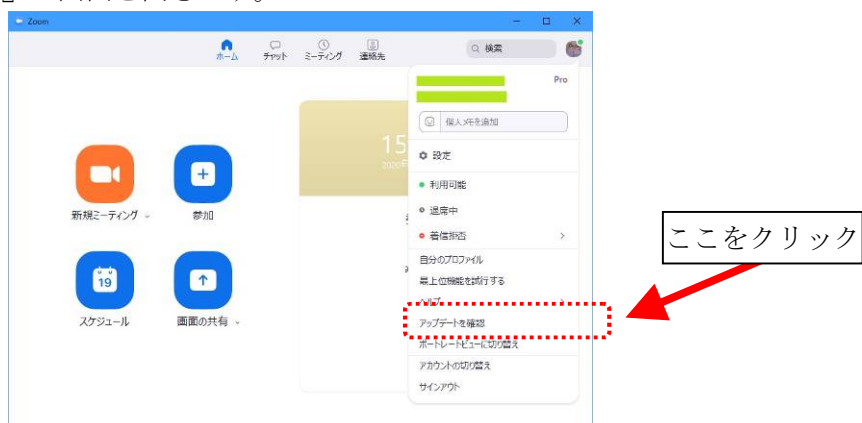 Zoom
ホーム
チャット
ミーティング
連絡先
検索
Pro
個人メモを追加
15
2020年
設定
利用可能
退席中
新規ミーティング
参加
着信拒否
自分のプロファイル
最上位機能を試行する
ヘルプ
ここをクリック
19
スケジュール
画面の共有
アップデートを確認
ポートレートビューに切り替え
アカウントの切り替え
サインアウト